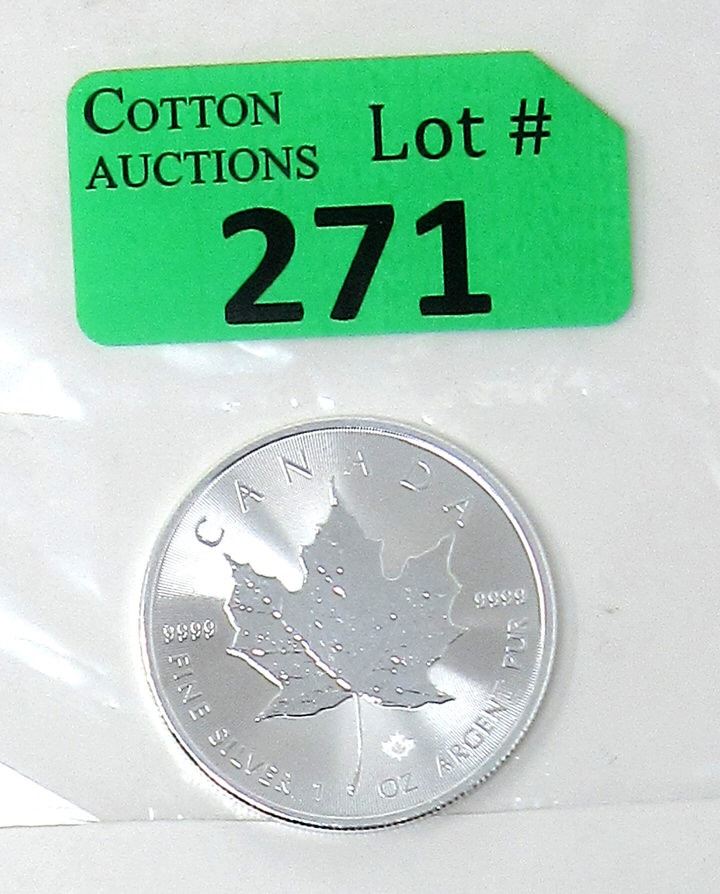 COTTON
AUCTIONS
Lot #
271
CANADA
9999
9999
FINE SILVER 1 OZ ARGENT PUR